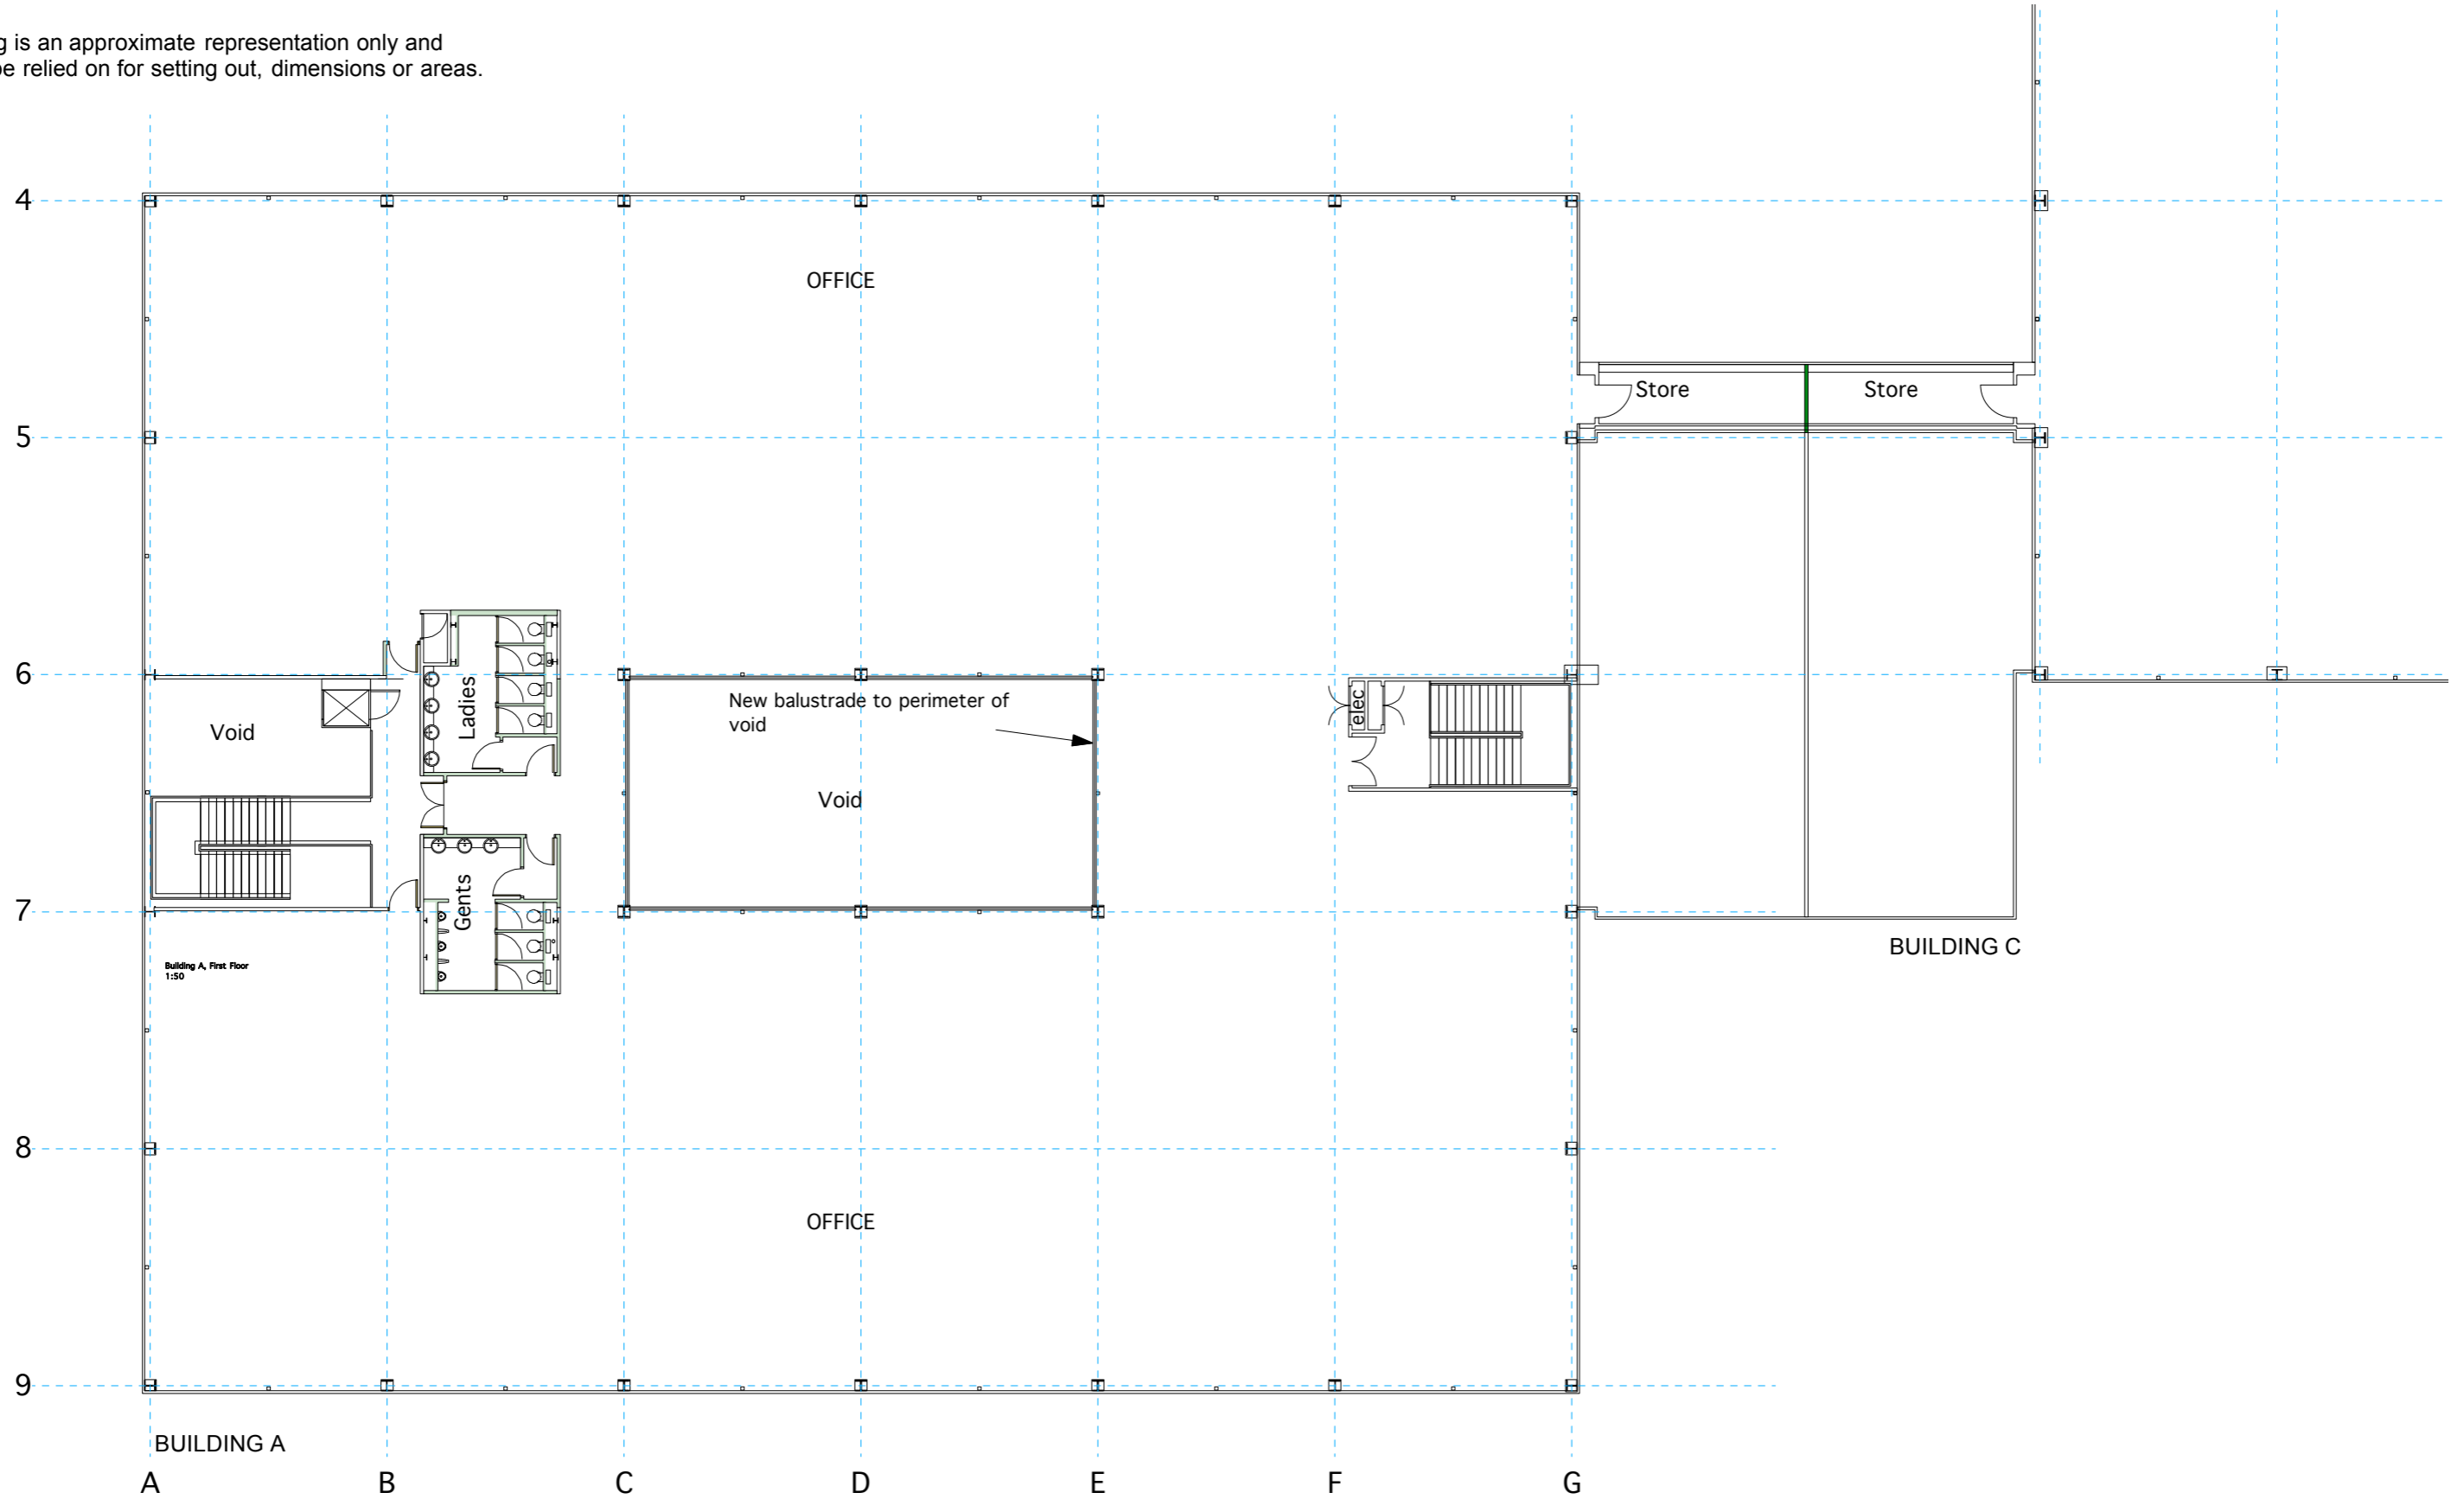 g is an approximate representation only and
be relied on for setting out, dimensions or areas.
4
OFFICE
Store
Store
5
6
Ladies
New balustrade to perimeter of
void
elec
Void
Void
Gents
7
BUILDING C
Building A, First Floor
1:50
8
OFFICE
9
BUILDING A
A
B
C
D
E
F
G